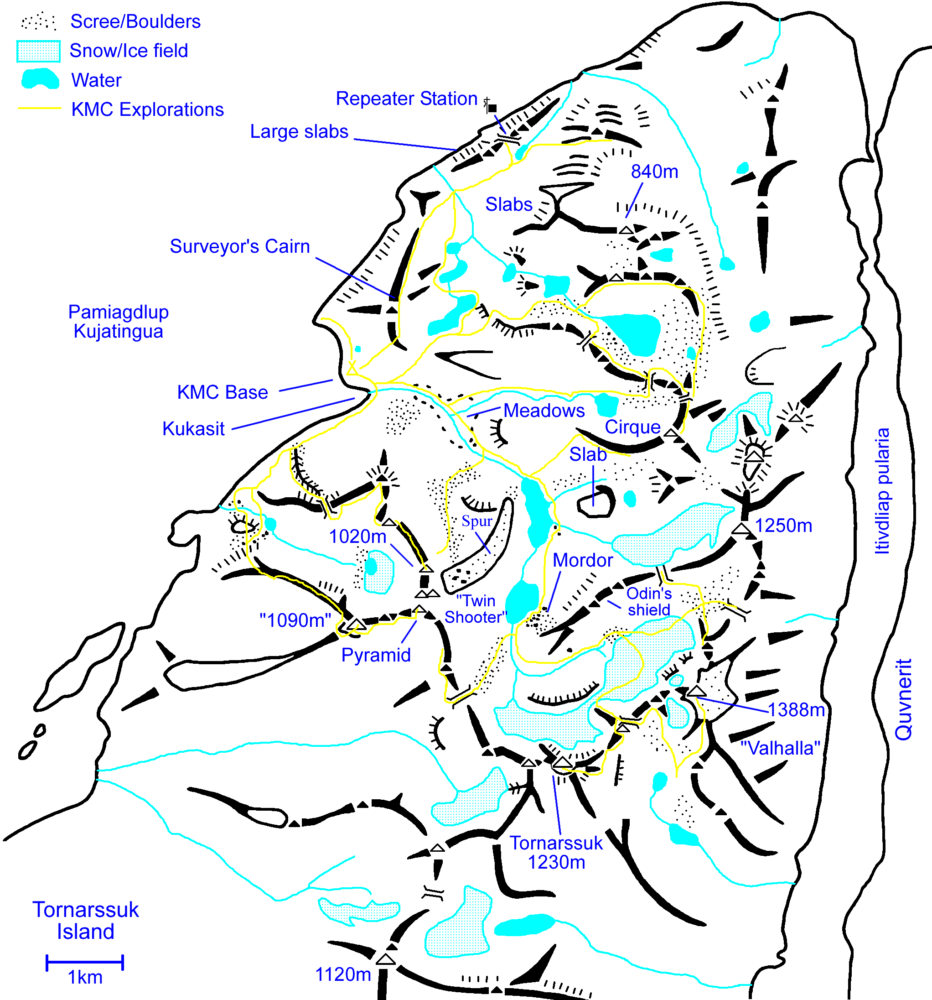 Scree/Boulders
Snow/Ice field
Water
KMC Explorations
Repeater Station
Large slabs
840m
Slabs
Surveyor's Cairn
Pamiagdlup
Kujatingua
KMC Base
Meadows
Kukasit
Cirque
Slab
Itivdliap pularia
Spur
1020m
1250m
Mordor
Odin's
shield
"Twin
Shooter"
"1090m"
Pyramid
Quvnerit
1388m
"Valhalla"
Tornarssuk
1230m
Tornarssuk
Island
1km
1120m